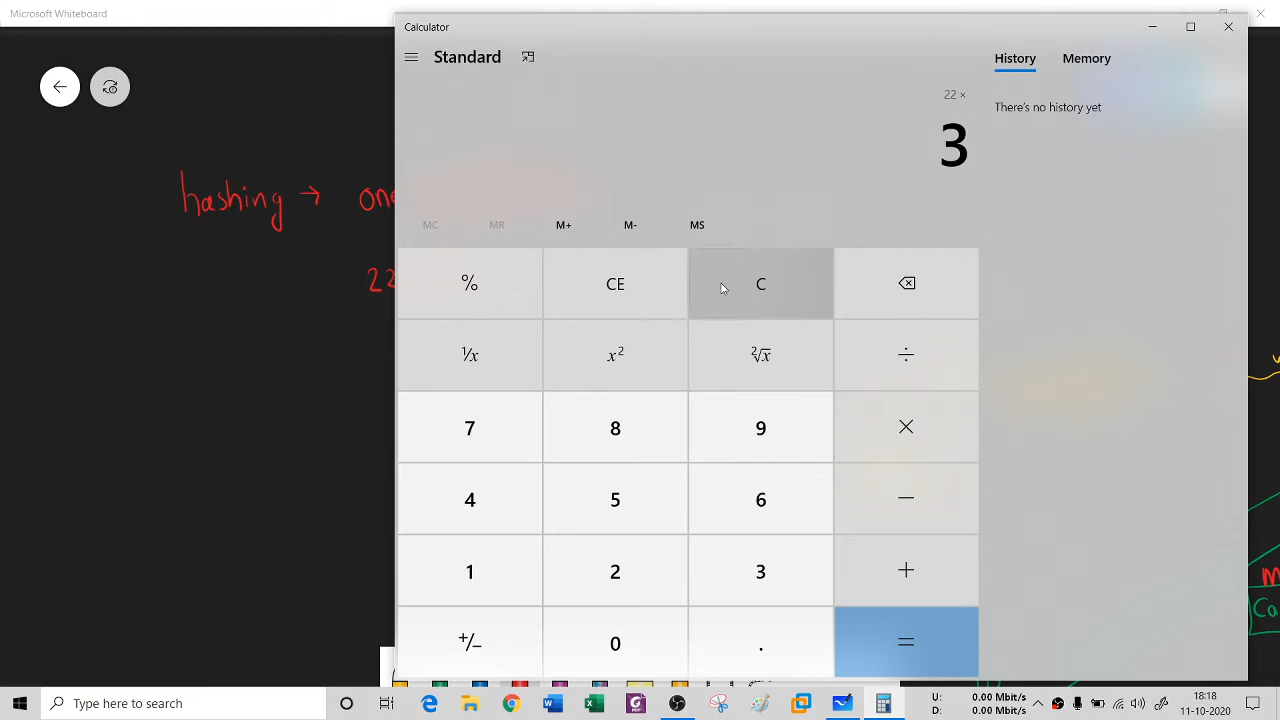 Microsoft Whiteboard
Calculator
Standard
History
Memory
22 ×
There's no history yet
3
hashing → one
22
MC
MR
M+
M-
MS
%
CE
C
¹/x
x²
²√x
÷
7
8
9
×
4
5
6
−
1
2
3
+
+/−
0
.
=
m
Ca
Type here to search
U: 0.00 Mbit/s
D: 0.00 Mbit/s
18:18
11-10-2020